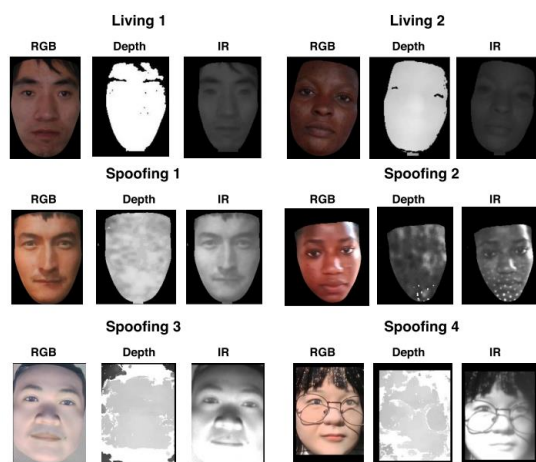 Living 1 Living 2
RGB Depth IR RGB Depth IR
Spoofing 1 Spoofing 2
RGB Depth IR RGB Depth IR
Spoofing 3 Spoofing 4
RGB Depth IR RGB Depth IR